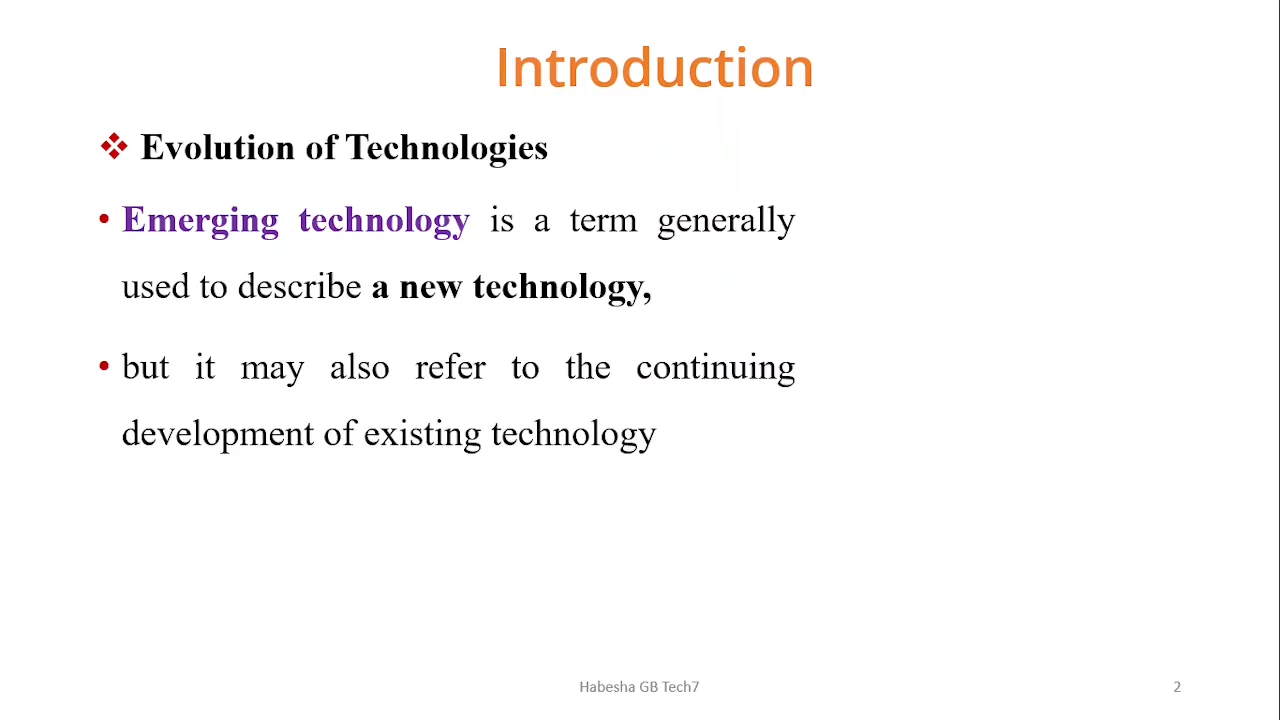 Introduction
❖ Evolution of Technologies
• Emerging technology is a term generally
used to describe a new technology,
• but it may also refer to the continuing
development of existing technology
Habesha GB Tech7
2